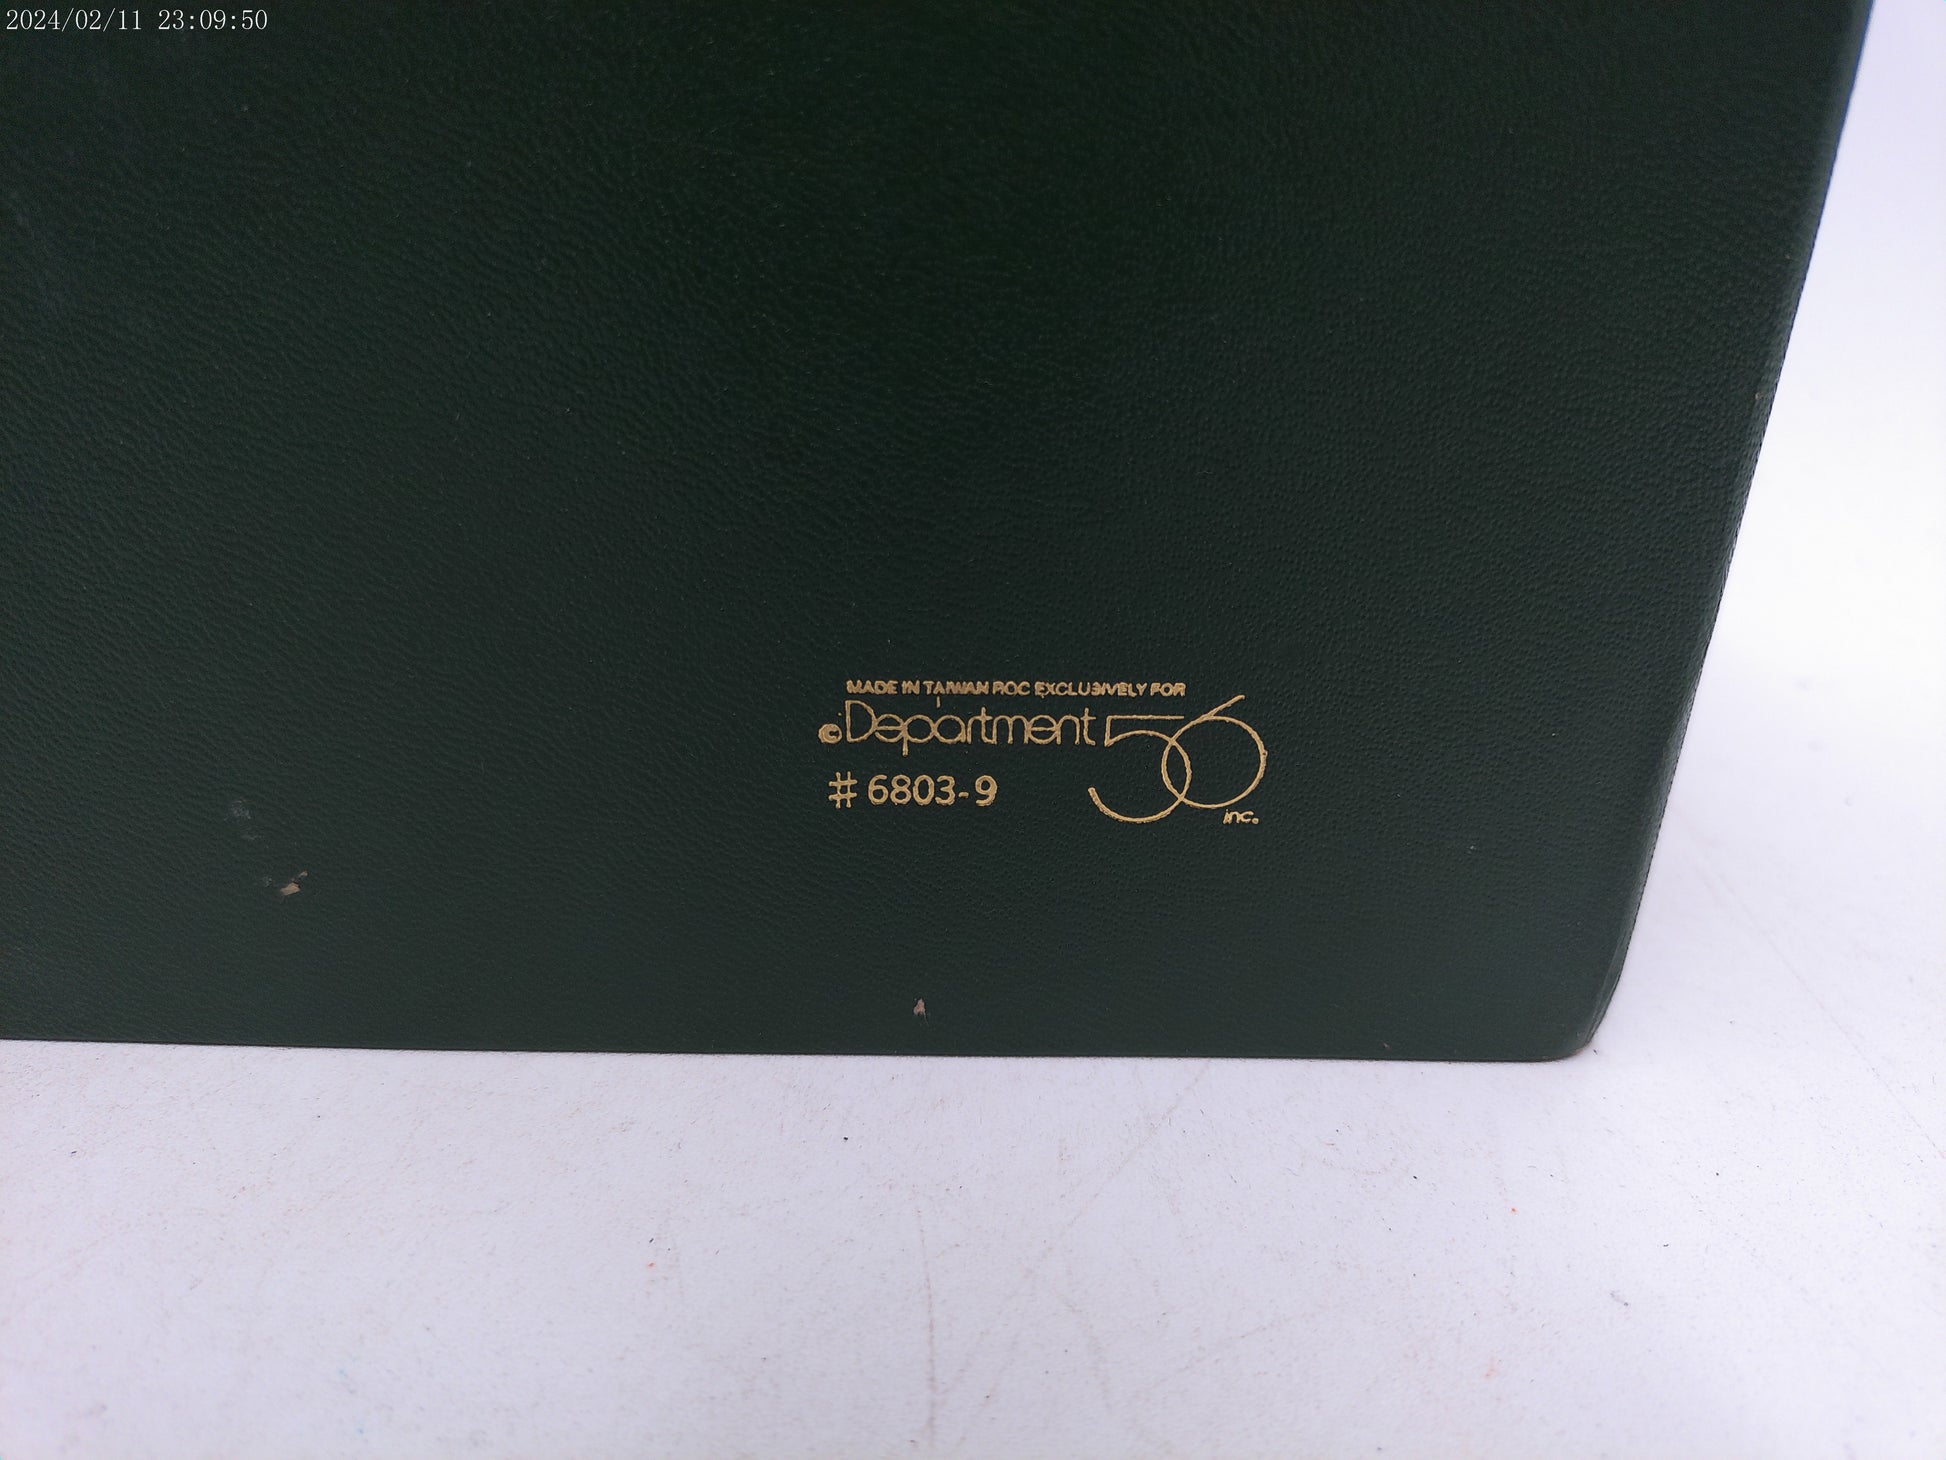 2024/02/11 23:09:50
MADE IN TAIWAN ROC EXCLUSIVELY FOR
©Department 56
inc.
# 6803-9